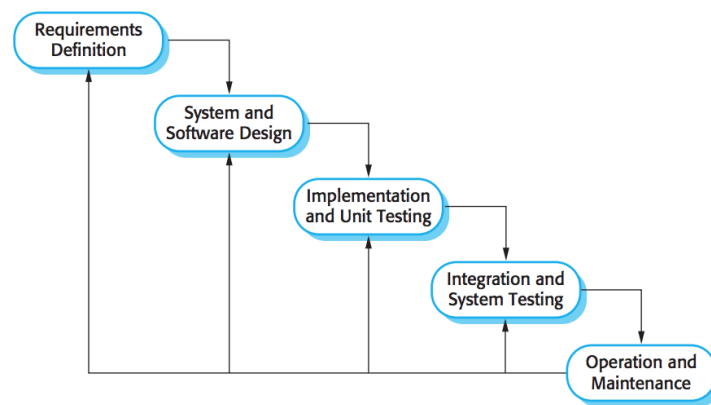 Requirements
Definition
System and
Software Design
Implementation
and Unit Testing
Integration and
System Testing
Operation and
Maintenance